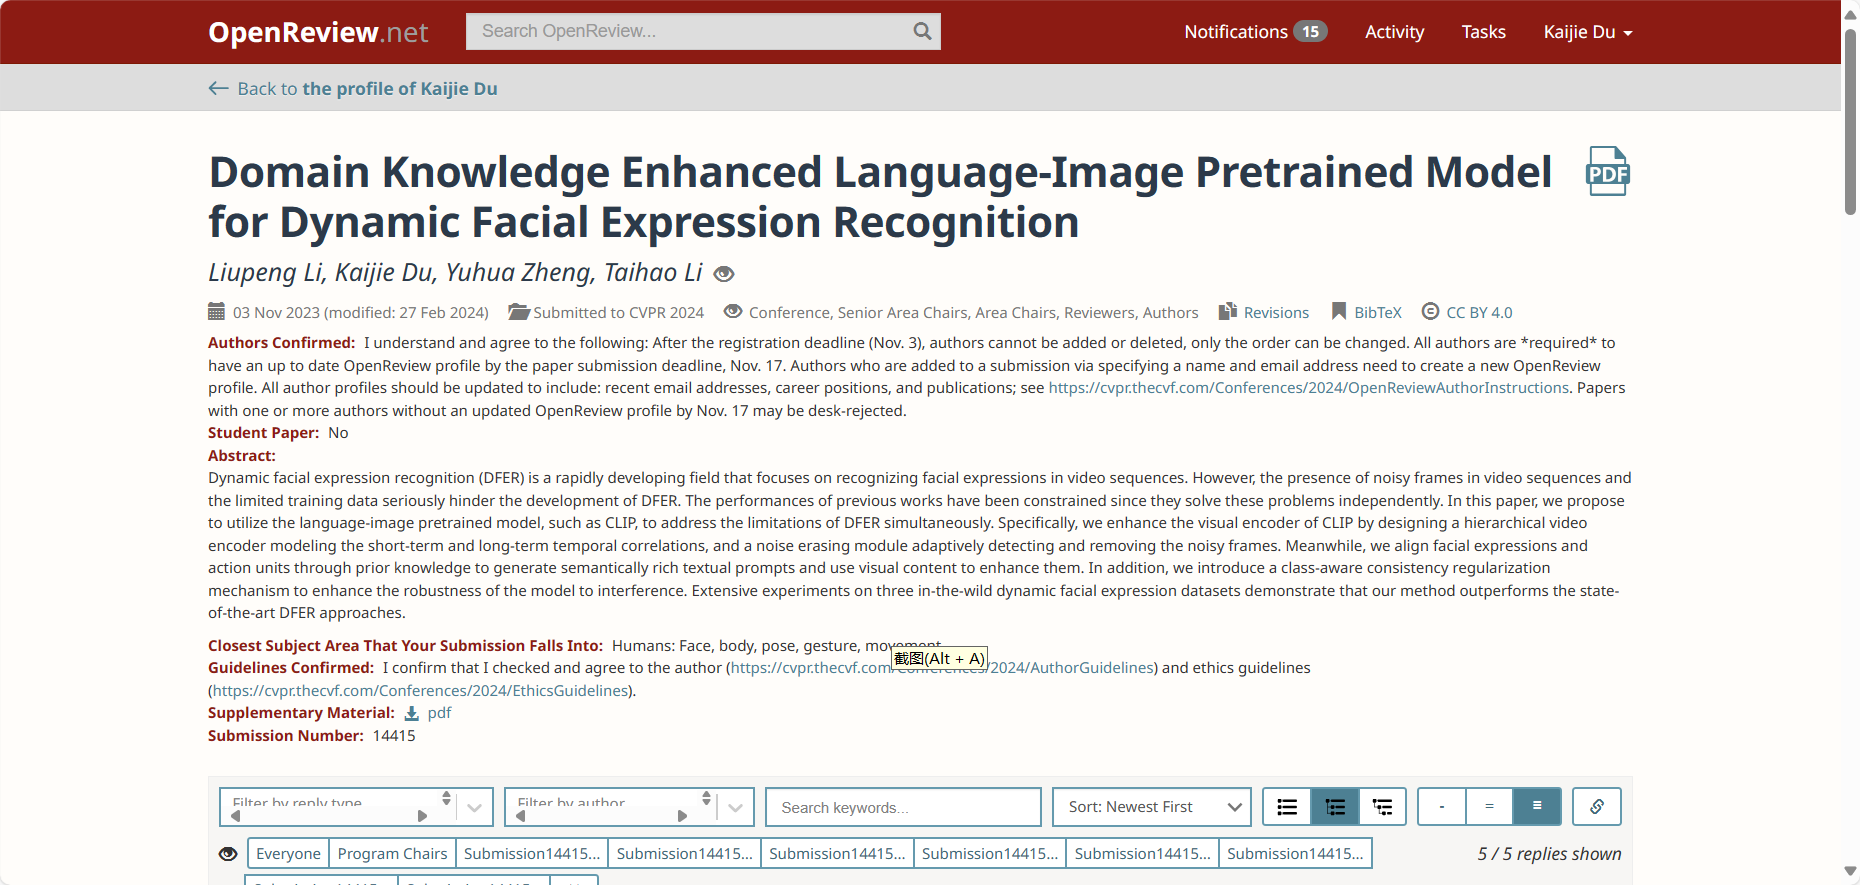 OpenReview.net
Search OpenReview...
Notifications 15
Activity
Tasks
Kaijie Du
Back to the profile of Kaijie Du
Domain Knowledge Enhanced Language-Image Pretrained Model
for Dynamic Facial Expression Recognition
PDF
Liupeng Li, Kaijie Du, Yuhua Zheng, Taihao Li
03 Nov 2023 (modified: 27 Feb 2024) Submitted to CVPR 2024 Conference, Senior Area Chairs, Area Chairs, Reviewers, Authors Revisions BibTeX CC BY 4.0
Authors Confirmed: I understand and agree to the following: After the registration deadline (Nov. 3), authors cannot be added or deleted, only the order can be changed. All authors are *required* to
have an up to date OpenReview profile by the paper submission deadline, Nov. 17. Authors who are added to a submission via specifying a name and email address need to create a new OpenReview
profile. All author profiles should be updated to include: recent email addresses, career positions, and publications; see https://cvpr.thecvf.com/Conferences/2024/OpenReviewAuthorInstructions. Papers
with one or more authors without an updated OpenReview profile by Nov. 17 may be desk-rejected.
Student Paper: No
Abstract:
Dynamic facial expression recognition (DFER) is a rapidly developing field that focuses on recognizing facial expressions in video sequences. However, the presence of noisy frames in video sequences and
the limited training data seriously hinder the development of DFER. The performances of previous works have been constrained since they solve these problems independently. In this paper, we propose
to utilize the language-image pretrained model, such as CLIP, to address the limitations of DFER simultaneously. Specifically, we enhance the visual encoder of CLIP by designing a hierarchical video
encoder modeling the short-term and long-term temporal correlations, and a noise erasing module adaptively detecting and removing the noisy frames. Meanwhile, we align facial expressions and
action units through prior knowledge to generate semantically rich textual prompts and use visual content to enhance them. In addition, we introduce a class-aware consistency regularization
mechanism to enhance the robustness of the model to interference. Extensive experiments on three in-the-wild dynamic facial expression datasets demonstrate that our method outperforms the state-
of-the-art DFER approaches.
Closest Subject Area That Your Submission Falls Into: Humans: Face, body, pose, gesture, movement
截图(Alt + A)
Guidelines Confirmed: I confirm that I checked and agree to the author (https://cvpr.thecvf.com/Conferences/2024/AuthorGuidelines) and ethics guidelines
(https://cvpr.thecvf.com/Conferences/2024/EthicsGuidelines).
Supplementary Material: pdf
Submission Number: 14415
Filter by reply type
Filter by author
Search keywords...
Sort: Newest First
- = ≡
Everyone Program Chairs Submission14415... Submission14415... Submission14415... Submission14415... Submission14415... Submission14415...
5 / 5 replies shown